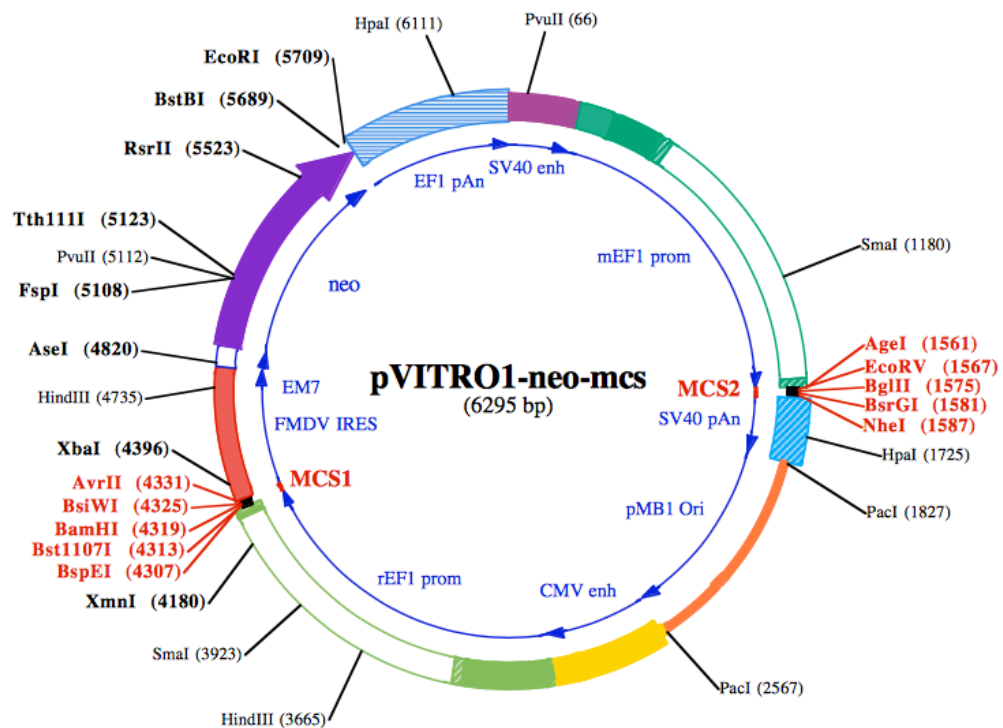 HpaI (6111)
PvuII (66)
EcoRI (5709)
BstBI (5689)
RsrII (5523)
EF1 pAn
SV40 enh
Tth111I (5123)
PvuII (5112)
FspI (5108)
SmaI (1180)
mEF1 prom
neo
AseI (4820)
HindIII (4735)
pVITRO1-neo-mcs
(6295 bp)
AgeI (1561)
EcoRV (1567)
BglII (1575)
BsrGI (1581)
NheI (1587)
MCS2
EM7
FMDV IRES
SV40 pAn
HpaI (1725)
XbaI (4396)
AvrII (4331)
BsiWI (4325)
BamHI (4319)
Bst1107I (4313)
BspEI (4307)
XmnI (4180)
MCS1
PacI (1827)
pMB1 Ori
rEF1 prom
CMV enh
SmaI (3923)
PacI (2567)
HindIII (3665)